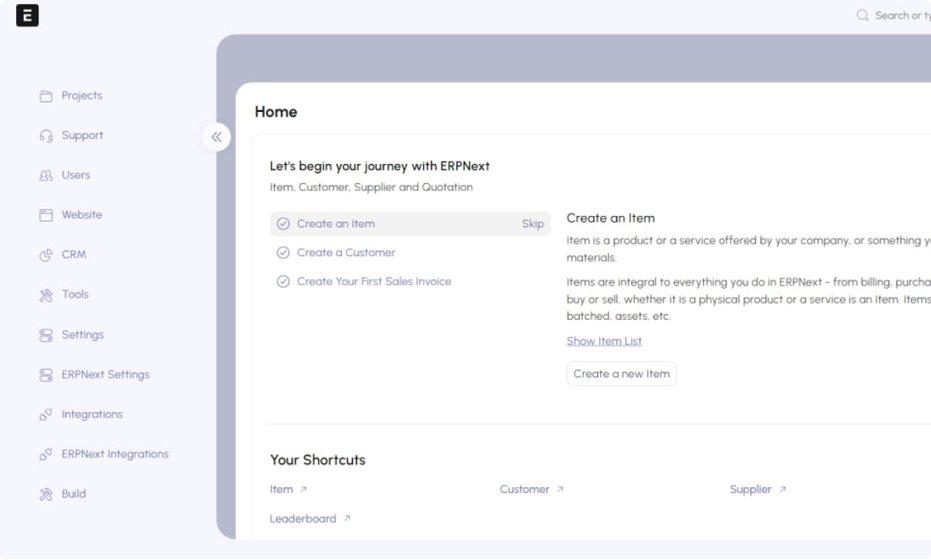 E
Search or ty
Projects
Support
Users
Website
CRM
Tools
Settings
ERPNext Settings
Integrations
ERPNext Integrations
Build
Home
Let's begin your journey with ERPNext
Item, Customer, Supplier and Quotation
Create an Item Skip
Create a Customer
Create Your First Sales Invoice
Create an Item
Item is a product or a service offered by your company, or something y
materials.
Items are integral to everything you do in ERPNext - from billing, purcha
buy or sell, whether it is a physical product or a service is an Item. Items
batched, assets, etc.
Show Item List
Create a new Item
Your Shortcuts
Item Customer Supplier
Leaderboard